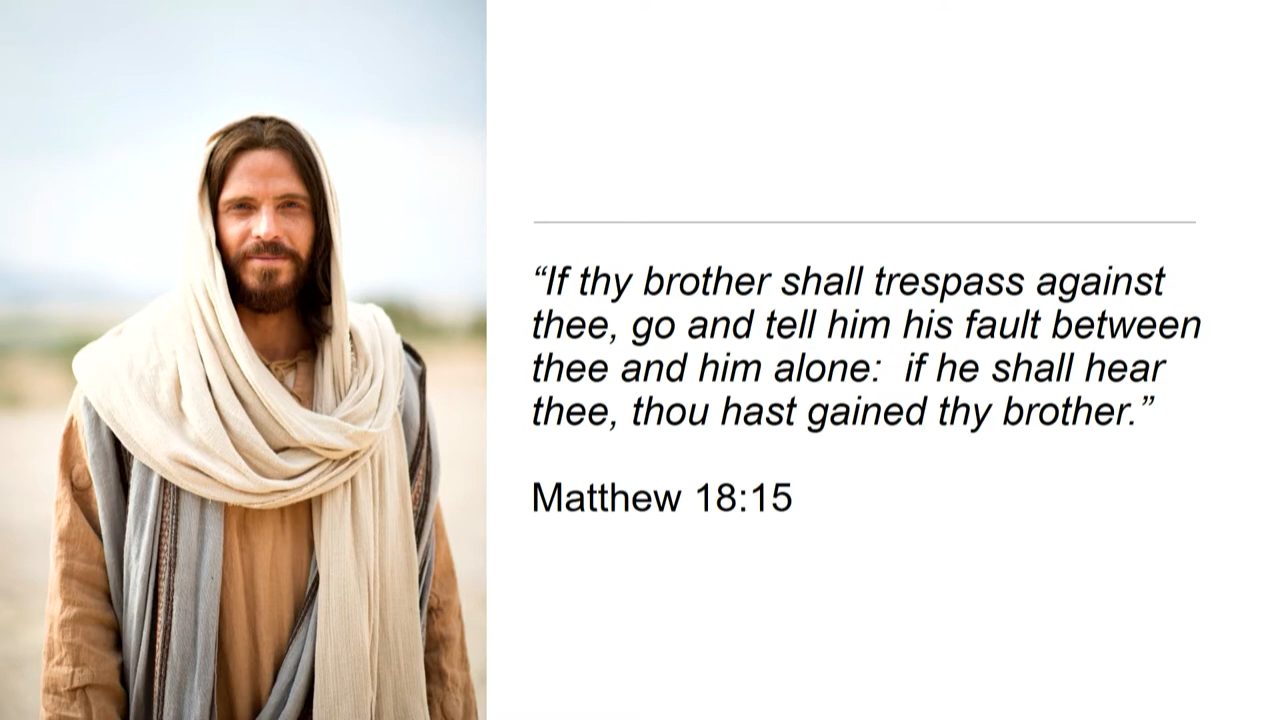 “If thy brother shall trespass against
thee, go and tell him his fault between
thee and him alone:  if he shall hear
thee, thou hast gained thy brother.”
Matthew 18:15